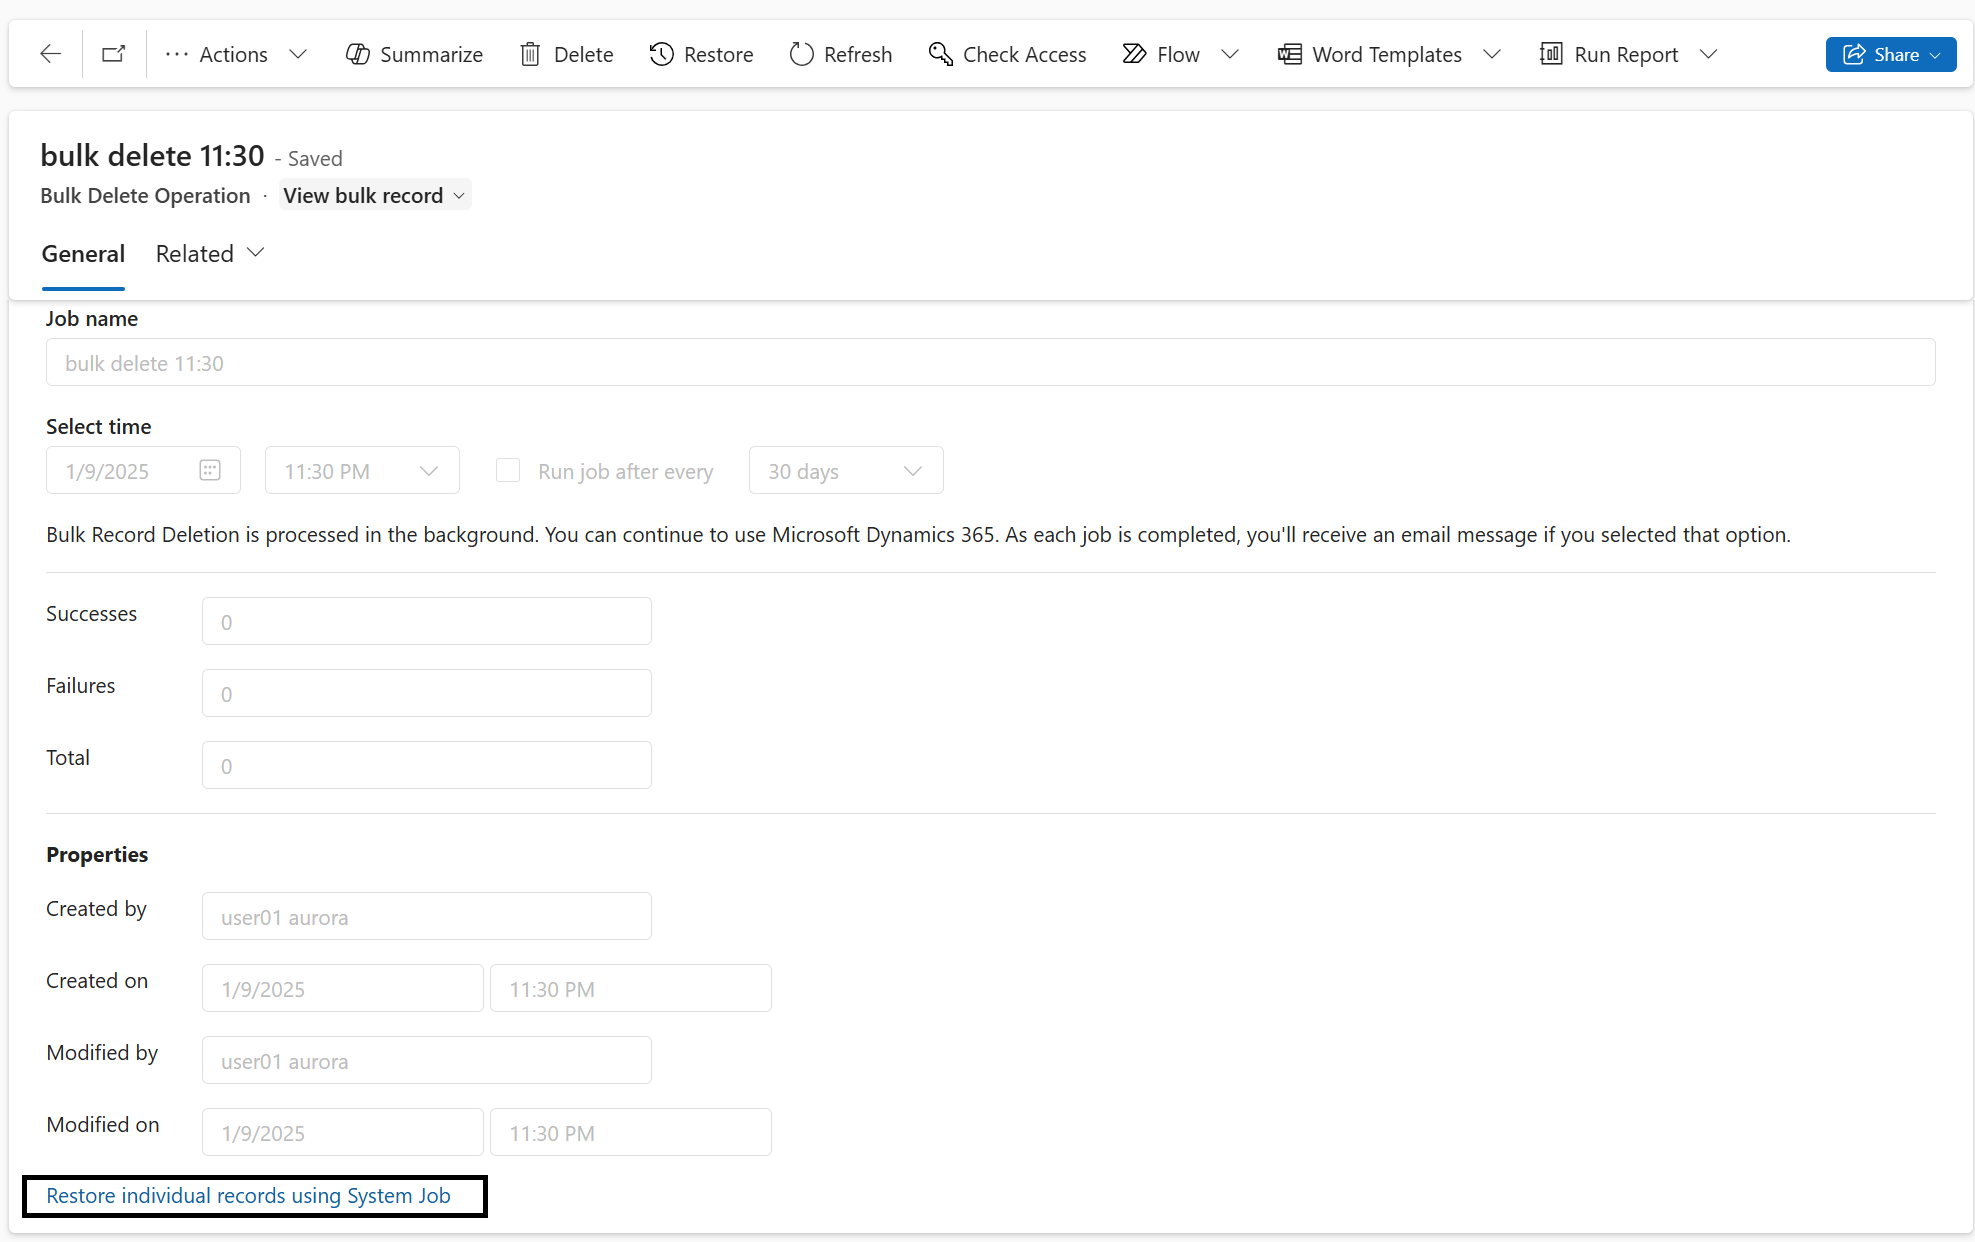 Actions Summarize Delete Restore Refresh Check Access Flow Word Templates Run Report Share
bulk delete 11:30 - Saved
Bulk Delete Operation · View bulk record
General Related
Job name
bulk delete 11:30
Select time
1/9/2025 11:30 PM Run job after every 30 days
Bulk Record Deletion is processed in the background. You can continue to use Microsoft Dynamics 365. As each job is completed, you'll receive an email message if you selected that option.
Successes 0
Failures 0
Total 0
Properties
Created by user01 aurora
Created on 1/9/2025 11:30 PM
Modified by user01 aurora
Modified on 1/9/2025 11:30 PM
Restore individual records using System Job